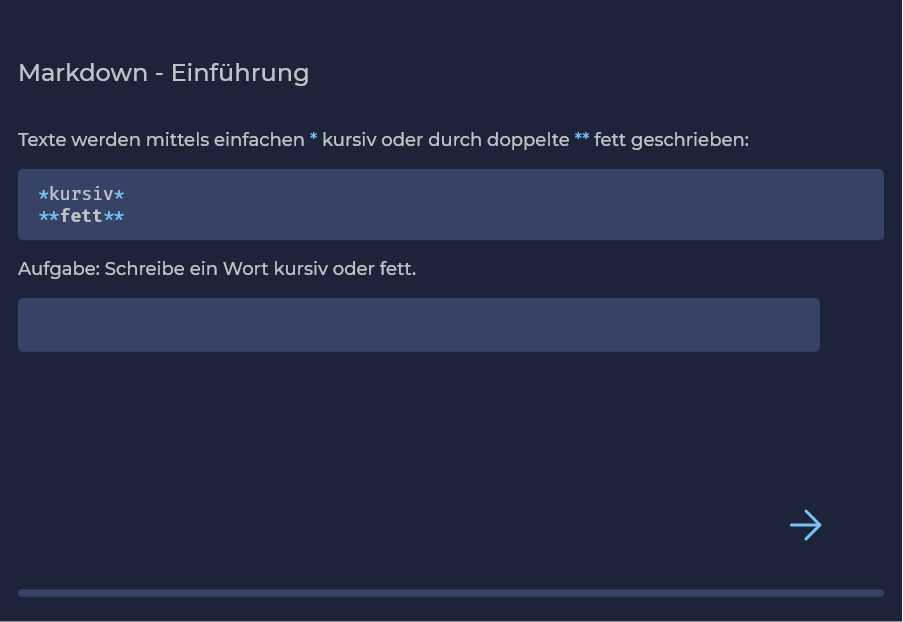 Markdown - Einführung
Texte werden mittels einfachen * kursiv oder durch doppelte ** fett geschrieben:
*kursiv*
**fett**
Aufgabe: Schreibe ein Wort kursiv oder fett.